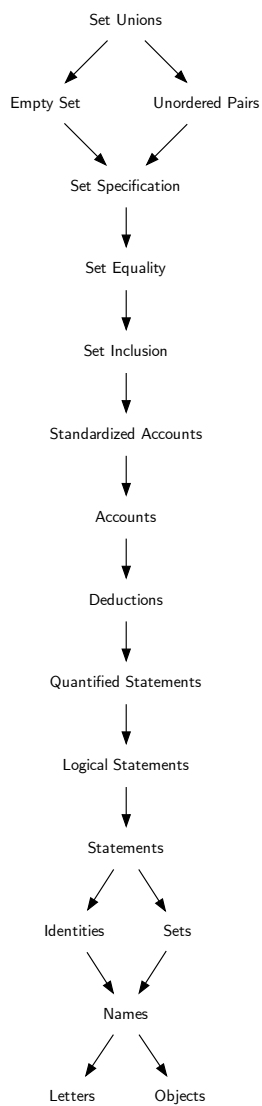 Set Unions
Empty Set
Unordered Pairs
Set Specification
Set Equality
Set Inclusion
Standardized Accounts
Accounts
Deductions
Quantified Statements
Logical Statements
Statements
Identities
Sets
Names
Letters
Objects